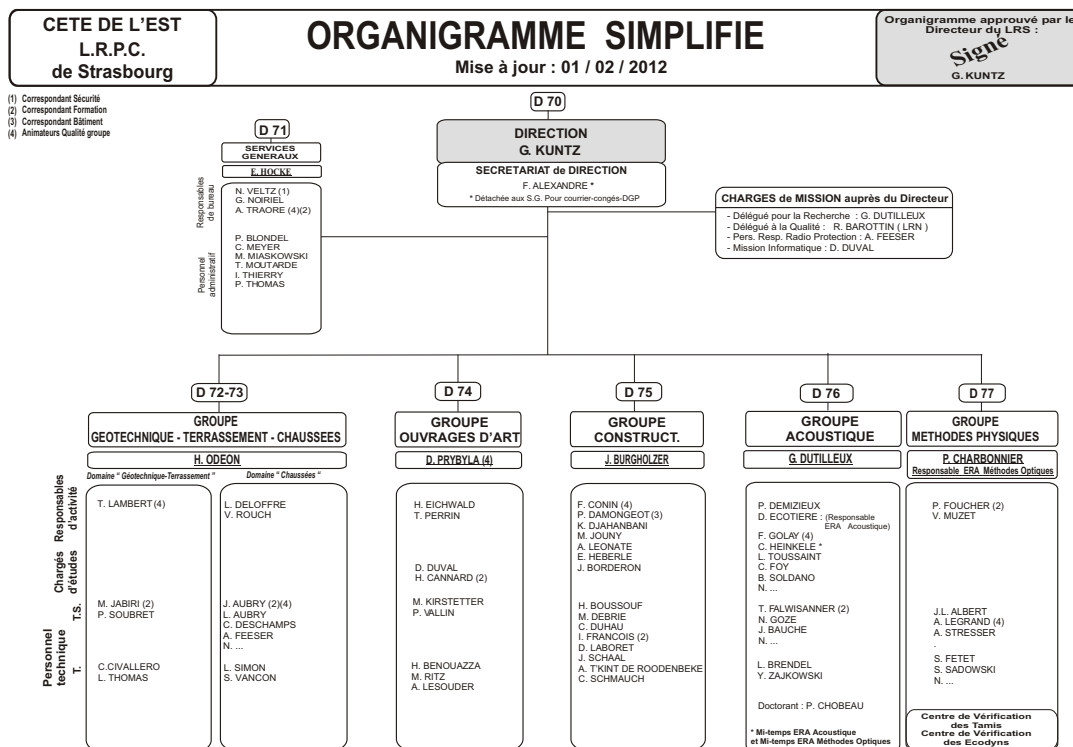 CETE DE L'EST
L.R.P.C.
de Strasbourg
ORGANIGRAMME SIMPLIFIE
Mise à jour : 01 / 02 / 2012
Organigramme approuvé par le
Directeur du LRS :
Signé
G. KUNTZ
(1) Correspondant Sécurité
(2) Correspondant Formation
(3) Correspondant Bâtiment
(4) Animateurs Qualité groupe
D 70
DIRECTION
G. KUNTZ
SECRETARIAT de DIRECTION
F. ALEXANDRE *
* Détachée aux S.G. Pour courrier-congés-DGP
D 71
SERVICES
GENERAUX
E. HOCKE
Responsables
de bureau
N. VELTZ (1)
G. NOIRIEL
A. TRAORE (4)(2)
Personnel
administratif
P. BLONDEL
C. MEYER
M. MIASKOWSKI
T. MOUTARDE
I. THIERRY
P. THOMAS
CHARGES de MISSION auprès du Directeur
- Délégué pour la Recherche : G. DUTILLEUX
- Délégué à la Qualité : R. BAROTTIN ( LRN )
- Pers. Resp. Radio Protection : A. FEESER
- Mission Informatique : D. DUVAL
Responsables
d'activité
Chargés
d'études
T.S.
Personnel
technique
T.
D 72-73
GROUPE
GEOTECHNIQUE - TERRASSEMENT - CHAUSSEES
H. ODEON
Domaine " Géotechnique-Terrassement "
T. LAMBERT(4)
M. JABIRI (2)
P. SOUBRET
C.CIVALLERO
L. THOMAS
Domaine " Chaussées "
L. DELOFFRE
V. ROUCH
J. AUBRY (2)(4)
L. AUBRY
C. DESCHAMPS
A. FEESER
N. ...
L. SIMON
S. VANCON
D 74
GROUPE
OUVRAGES D'ART
D. PRYBYLA (4)
H. EICHWALD
T. PERRIN
D. DUVAL
H. CANNARD (2)
M. KIRSTETTER
P. VALLIN
H. BENOUAZZA
M. RITZ
A. LESOUDER
D 75
GROUPE
CONSTRUCT.
J. BURGHOLZER
F. CONIN (4)
P. DAMONGEOT(3)
K. DJAHANBANI
M. JOUNY
A. LEONATE
E. HEBERLE
J. BORDERON
H. BOUSSOUF
M. DEBRIE
C. DUHAU
I. FRANCOIS (2)
D. LABORET
J. SCHAAL
A. T'KINT DE ROODENBEKE
C. SCHMAUCH
D 76
GROUPE
ACOUSTIQUE
G. DUTILLEUX
P. DEMIZIEUX
D. ECOTIERE : (Responsable
ERA Acoustique)
F. GOLAY (4)
C. HEINKELE *
L. TOUSSAINT
C. FOY
B. SOLDANO
N. ...
T. FALWISANNER (2)
N. GOZE
J. BAUCHE
N. ...
L. BRENDEL
Y. ZAJKOWSKI
Doctorant : P. CHOBEAU
* Mi-temps ERA Acoustique
et Mi-temps ERA Méthodes Optiques
D 77
GROUPE
METHODES PHYSIQUES
P. CHARBONNIER
Responsable ERA Méthodes Optiques
P. FOUCHER (2)
V. MUZET
J.L. ALBERT
A. LEGRAND (4)
A. STRESSER
.
S. FETET
S. SADOWSKI
N. ...
Centre de Vérification
des Tamis
Centre de Vérification
des Ecodyns